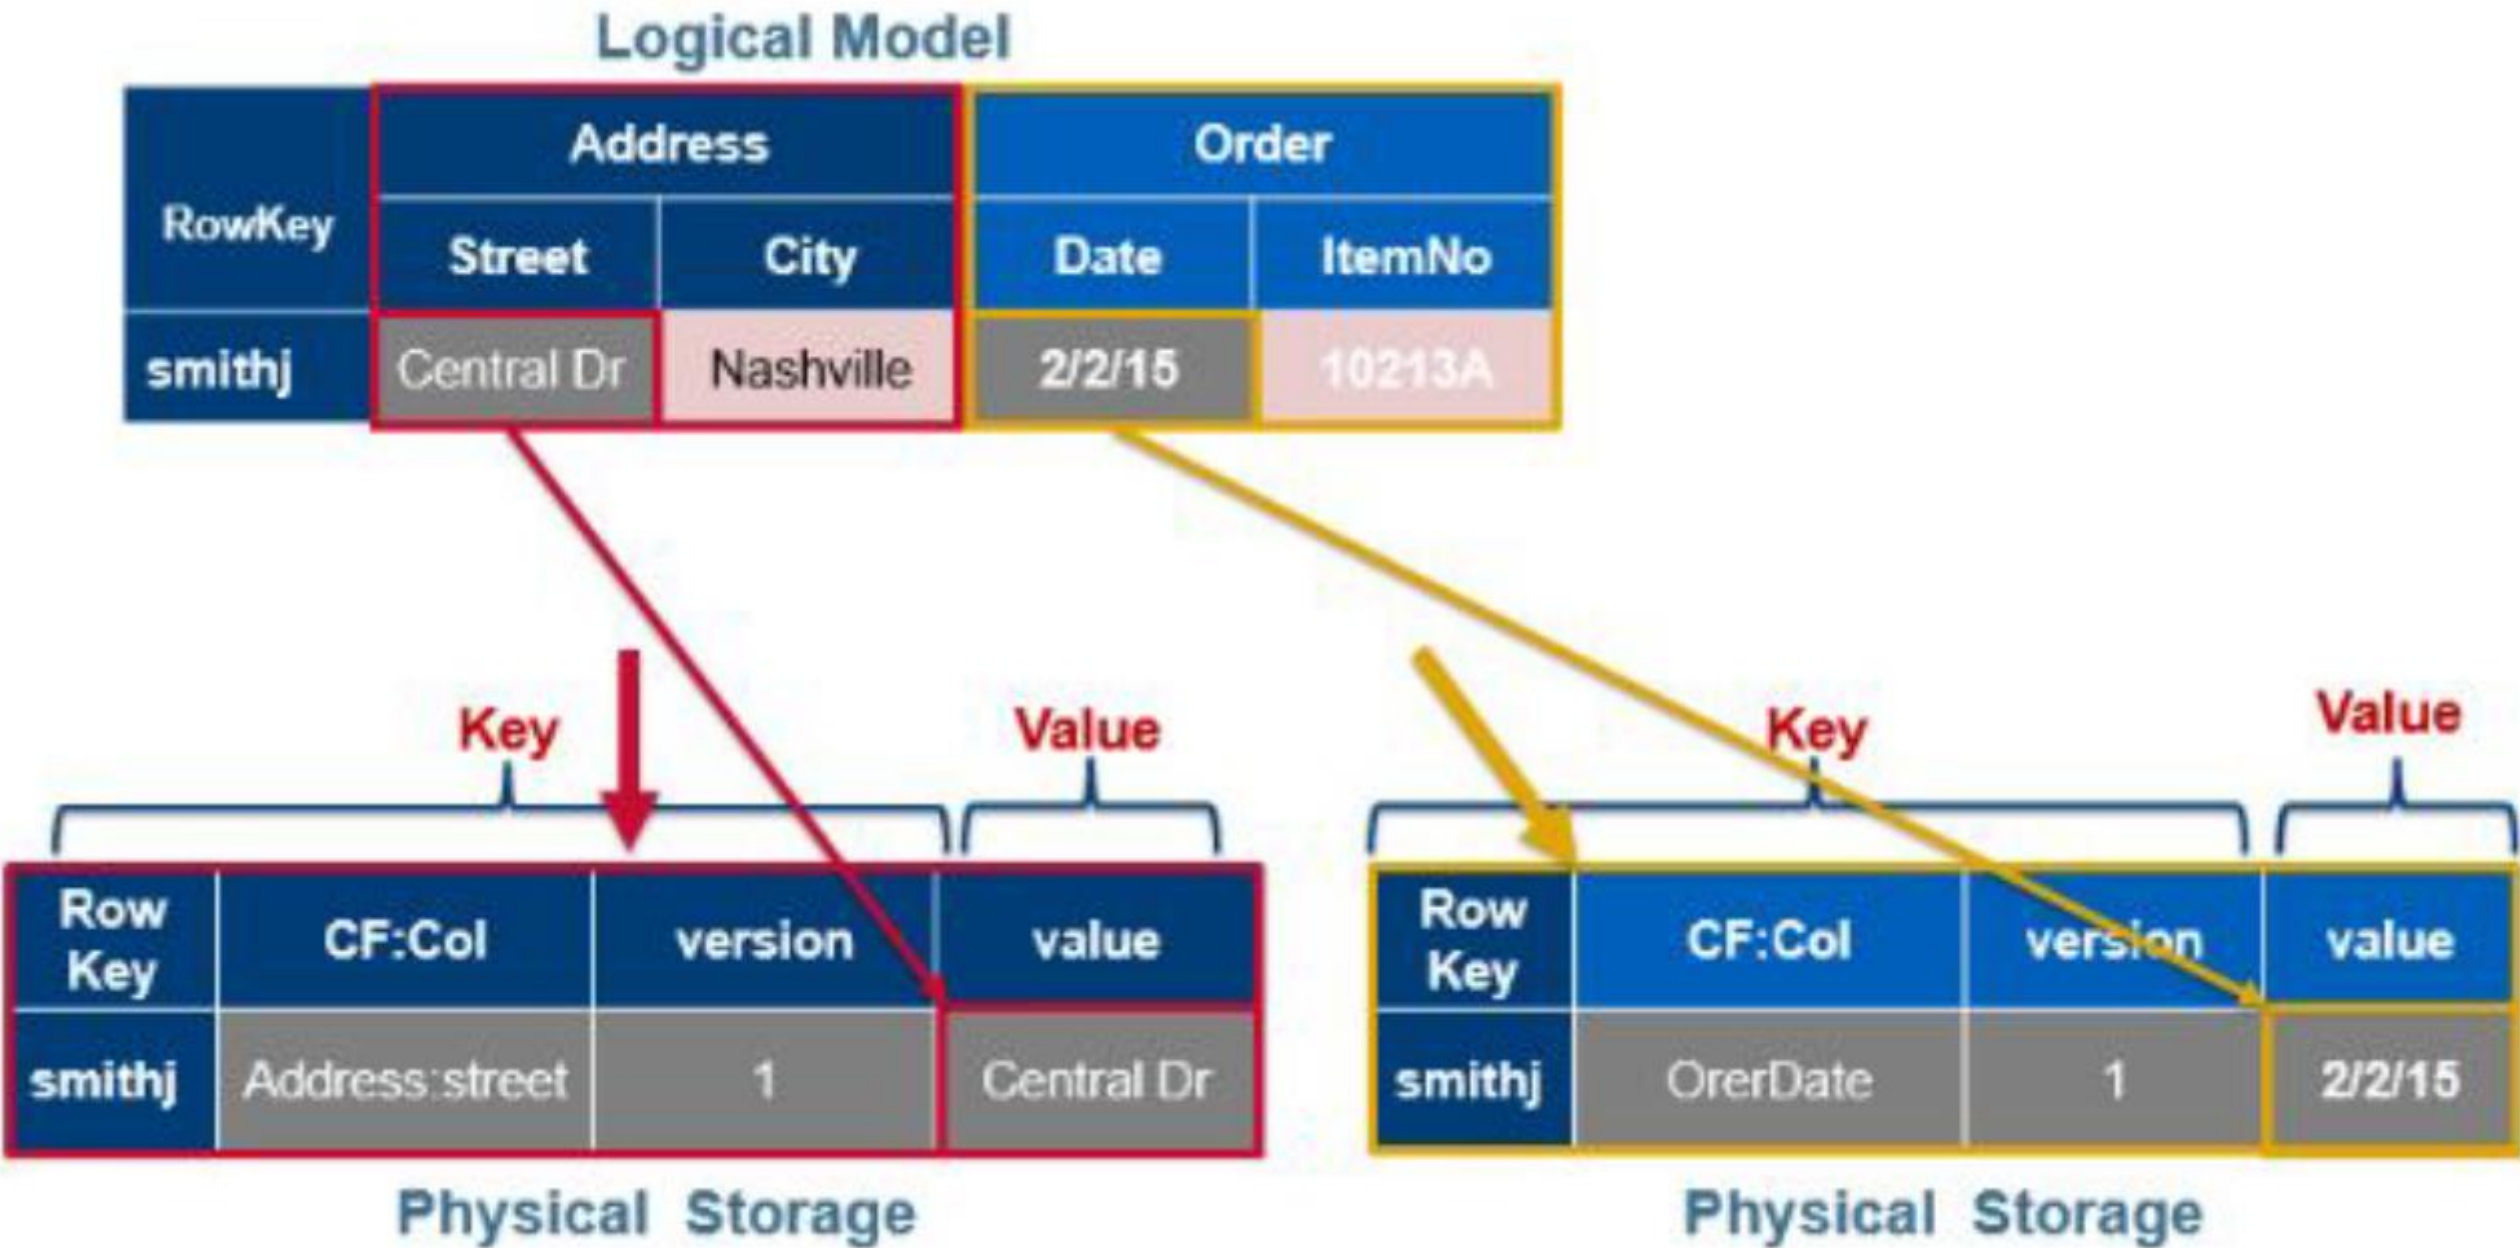 Logical Model
RowKey
Address
Order
Street
City
Date
ItemNo
smithj
Central Dr
Nashville
2/2/15
10213A
Key
Value
Row
Key
CF:Col
version
value
smithj
Address:street
1
Central Dr
Physical Storage
Key
Value
Row
Key
CF:Col
version
value
smithj
OrerDate
1
2/2/15
Physical Storage